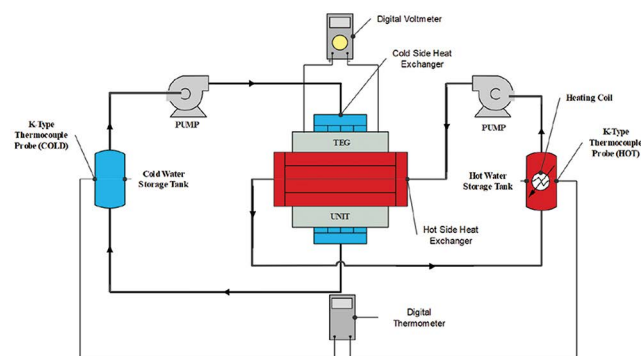 Digital Voltmeter
Cold Side Heat
Exchanger
Heating Coil
PUMP
PUMP
K-Type
Thermocouple
Probe (COLD)
K-Type
Thermocouple
Probe (HOT)
TEG
Cold Water
Storage Tank
Hot Water
Storage Tank
UNIT
Hot Side Heat
Exchanger
Digital
Thermometer